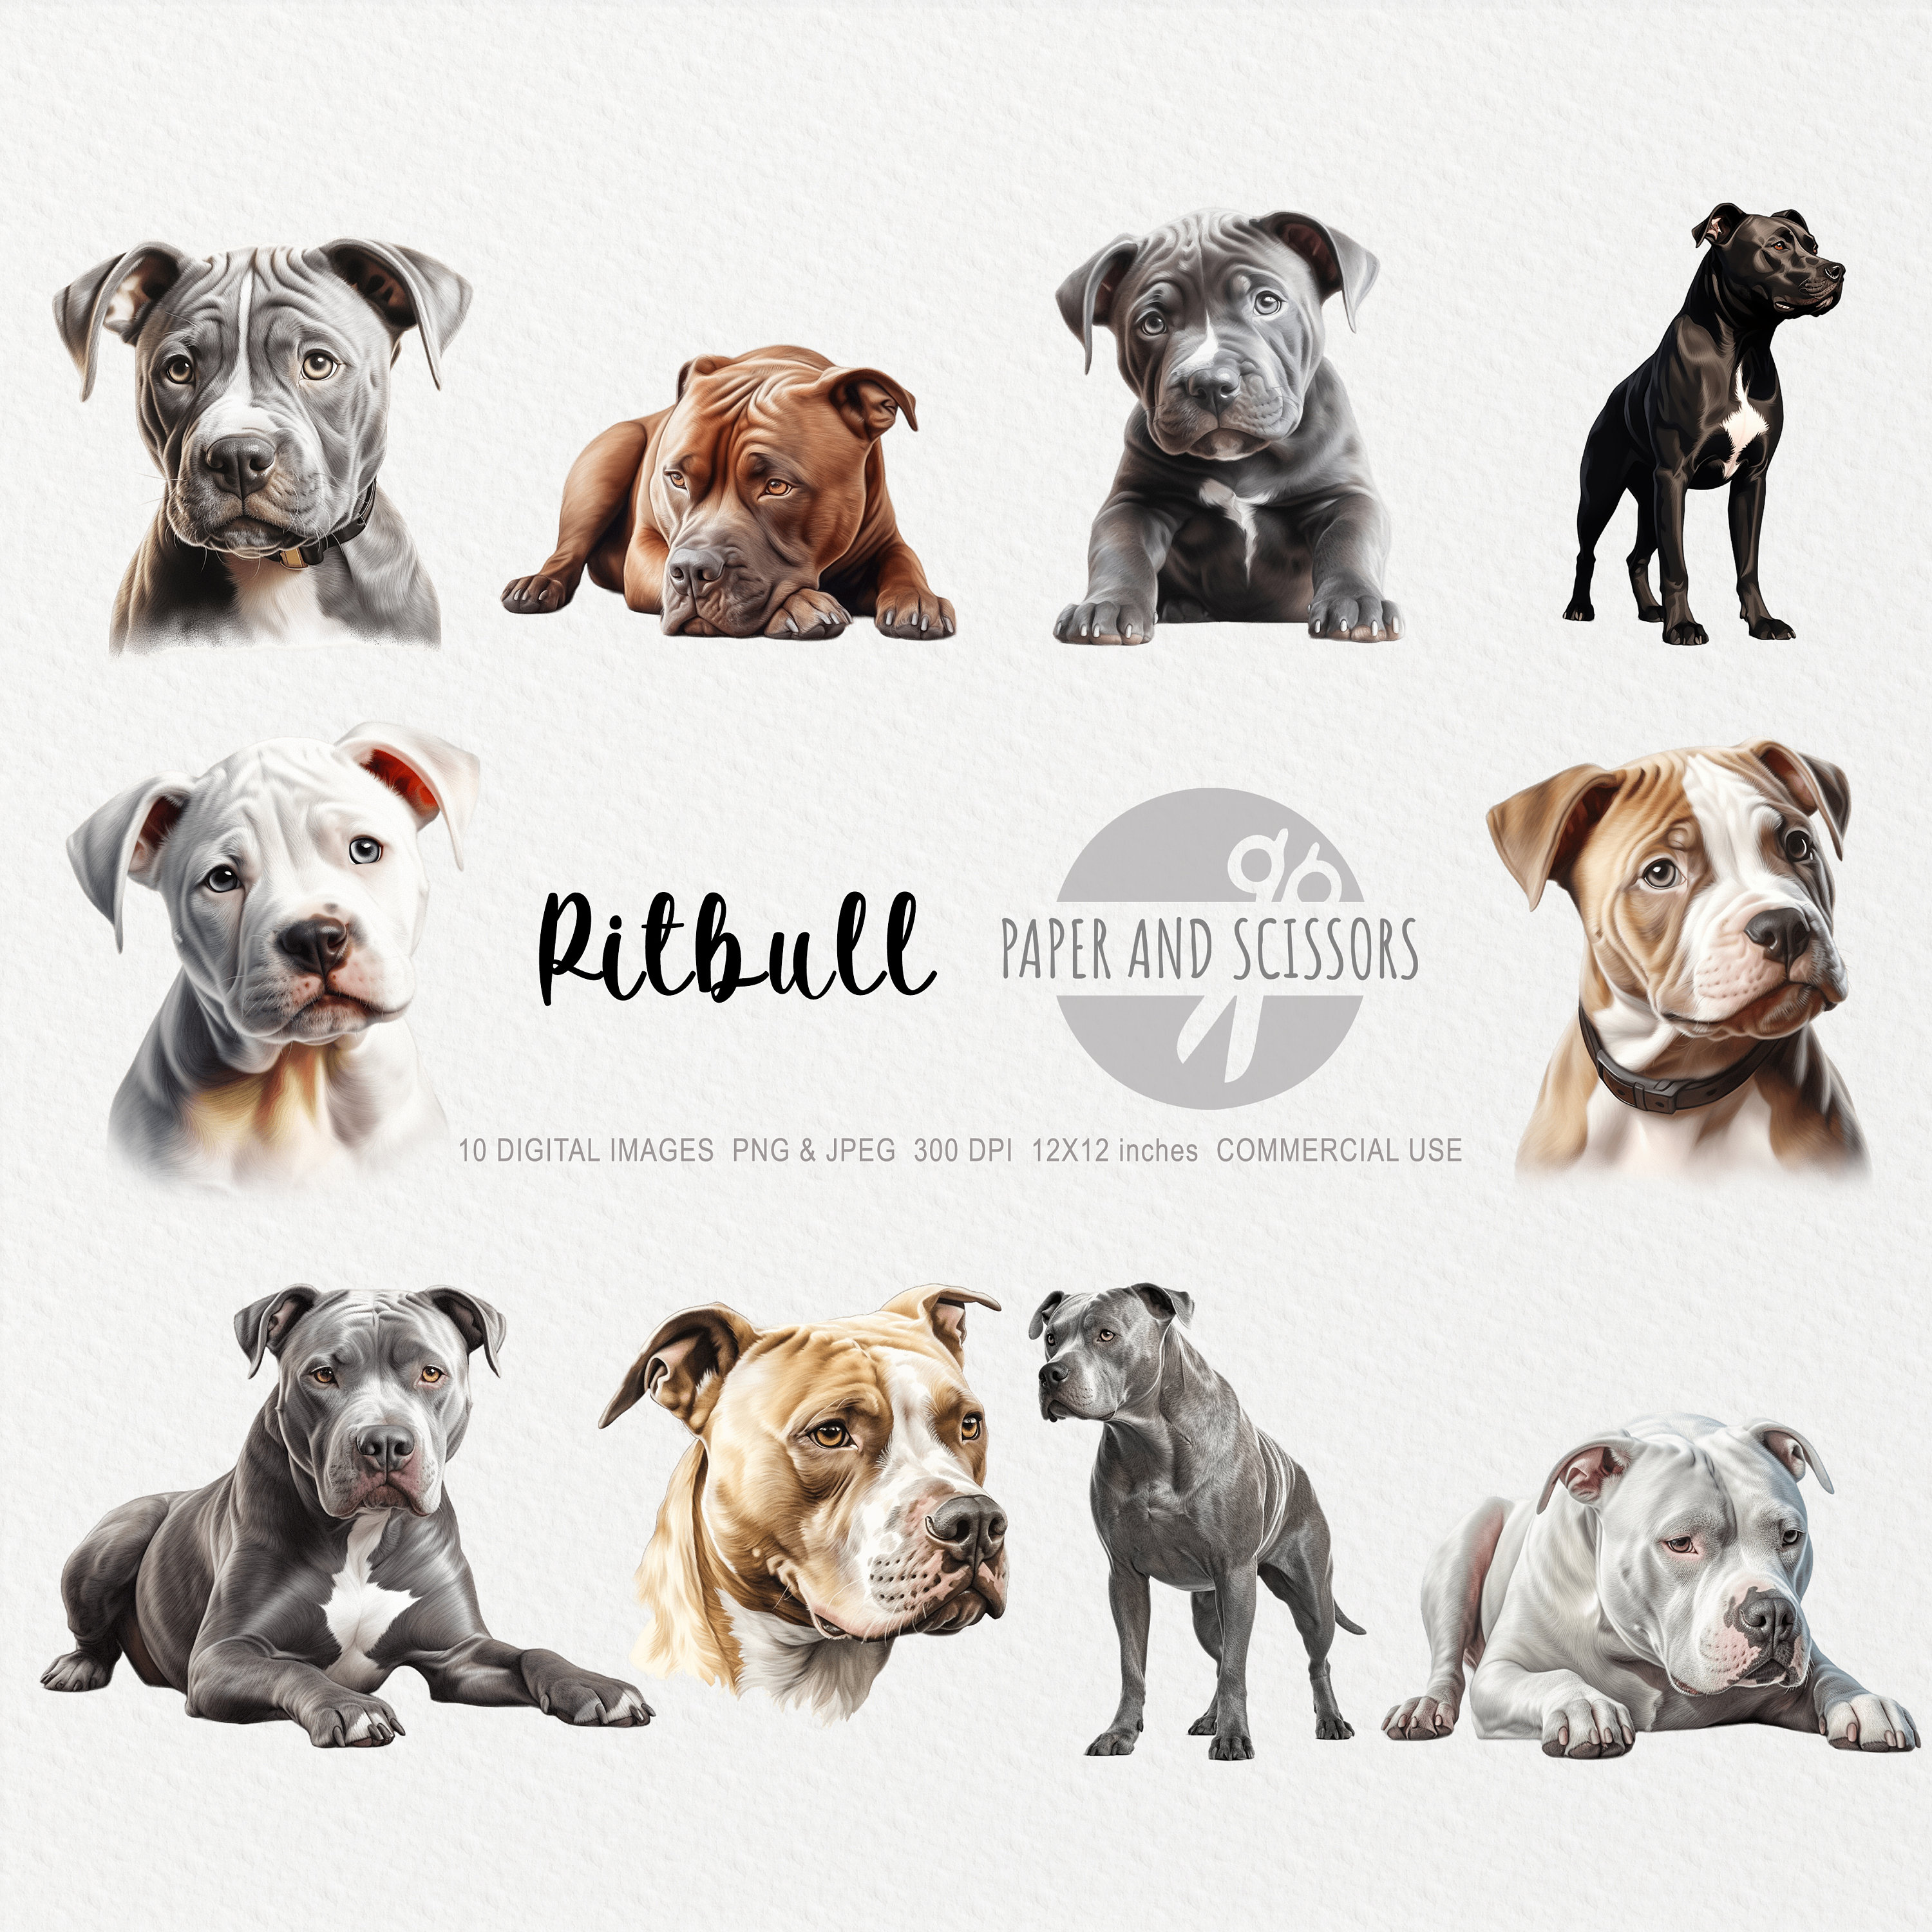 Pitbull
PAPER AND SCISSORS
10 DIGITAL IMAGES PNG & JPEG 300 DPI 12X12 inches COMMERCIAL USE